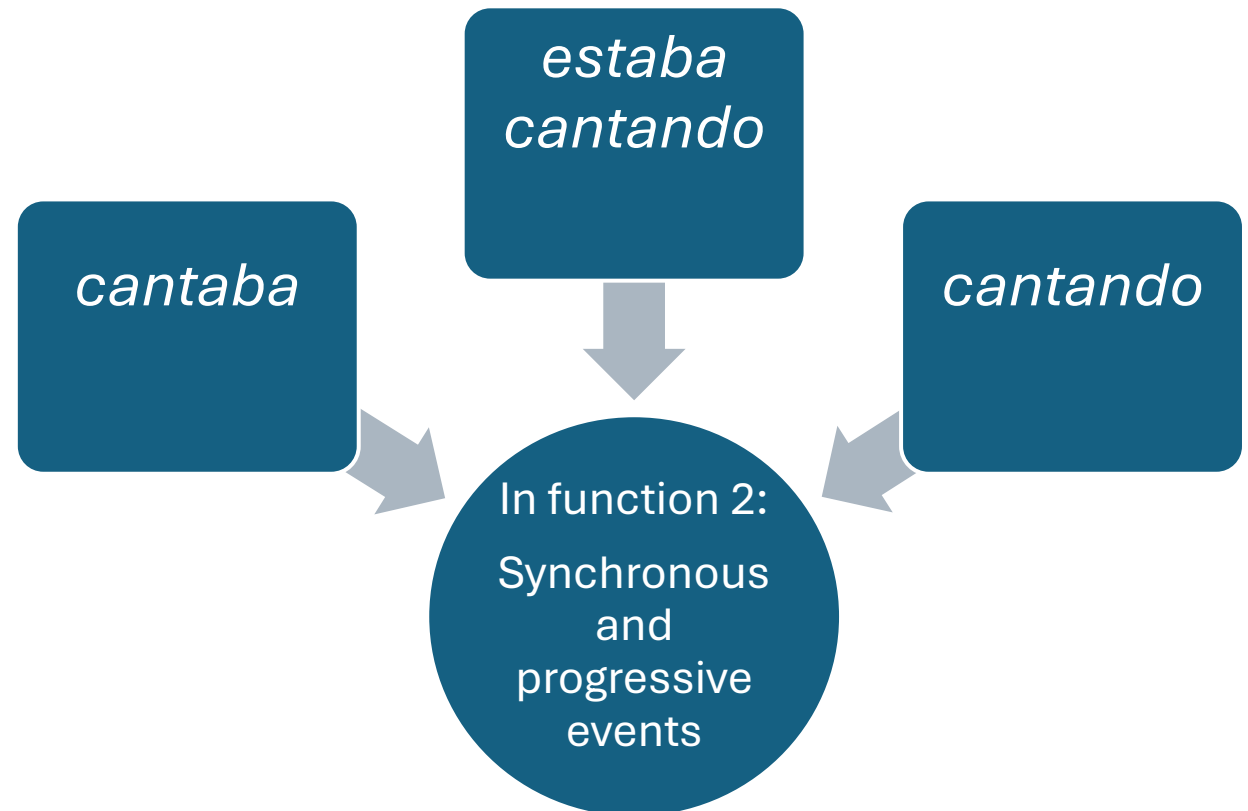 estaba
cantando
cantaba
cantando
In function 2:
Synchronous
and
progressive
events